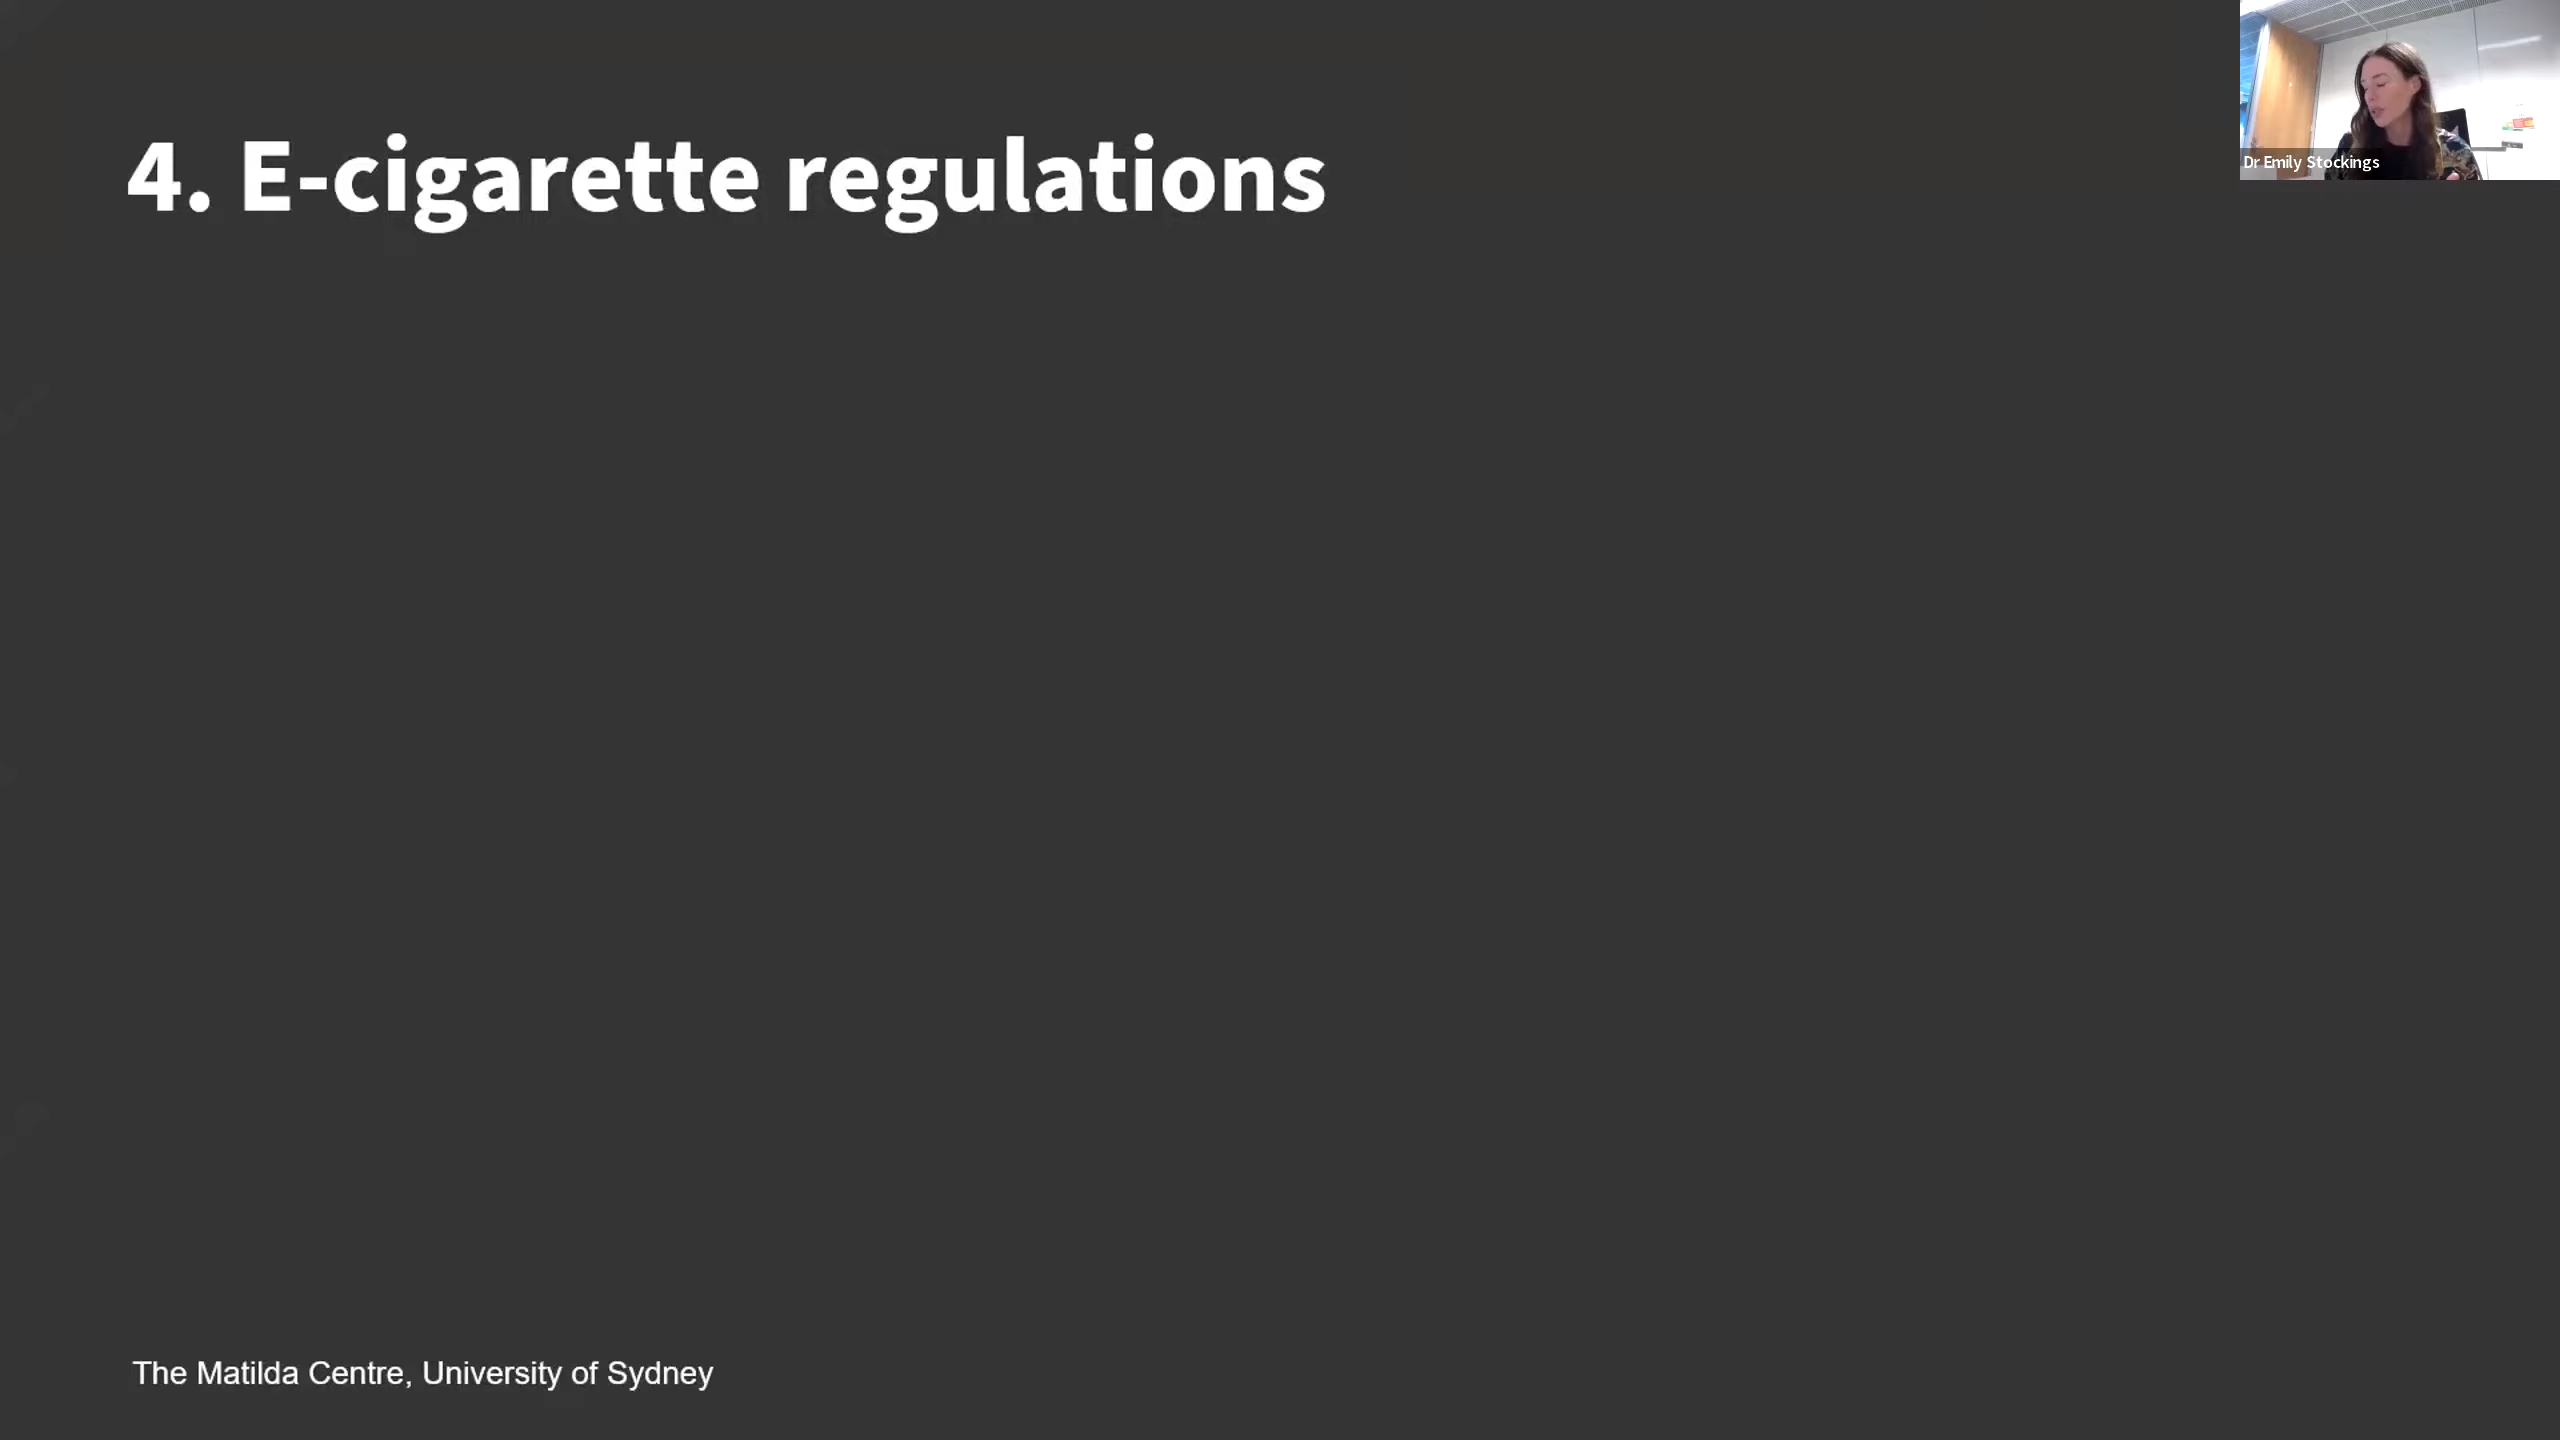 4. E-cigarette regulations
Dr Emily Stockings
The Matilda Centre, University of Sydney